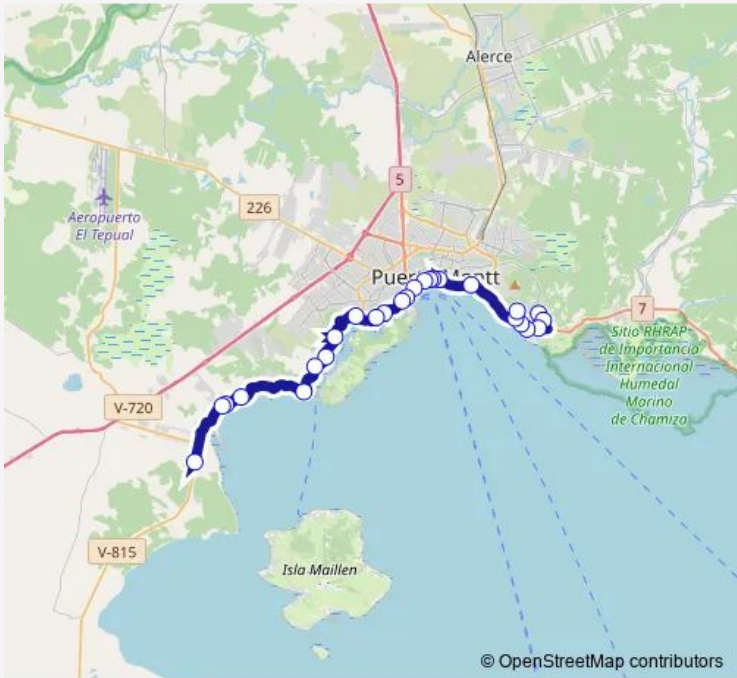 Alerce
5
226
Aeropuerto
El Tepual
Puerto Montt
7
Sitio RHRAP
de Importancia
Internacional
Humedal
Marino
de Chamiza
V-720
V-815
Isla Maillen
© OpenStreetMap contributors